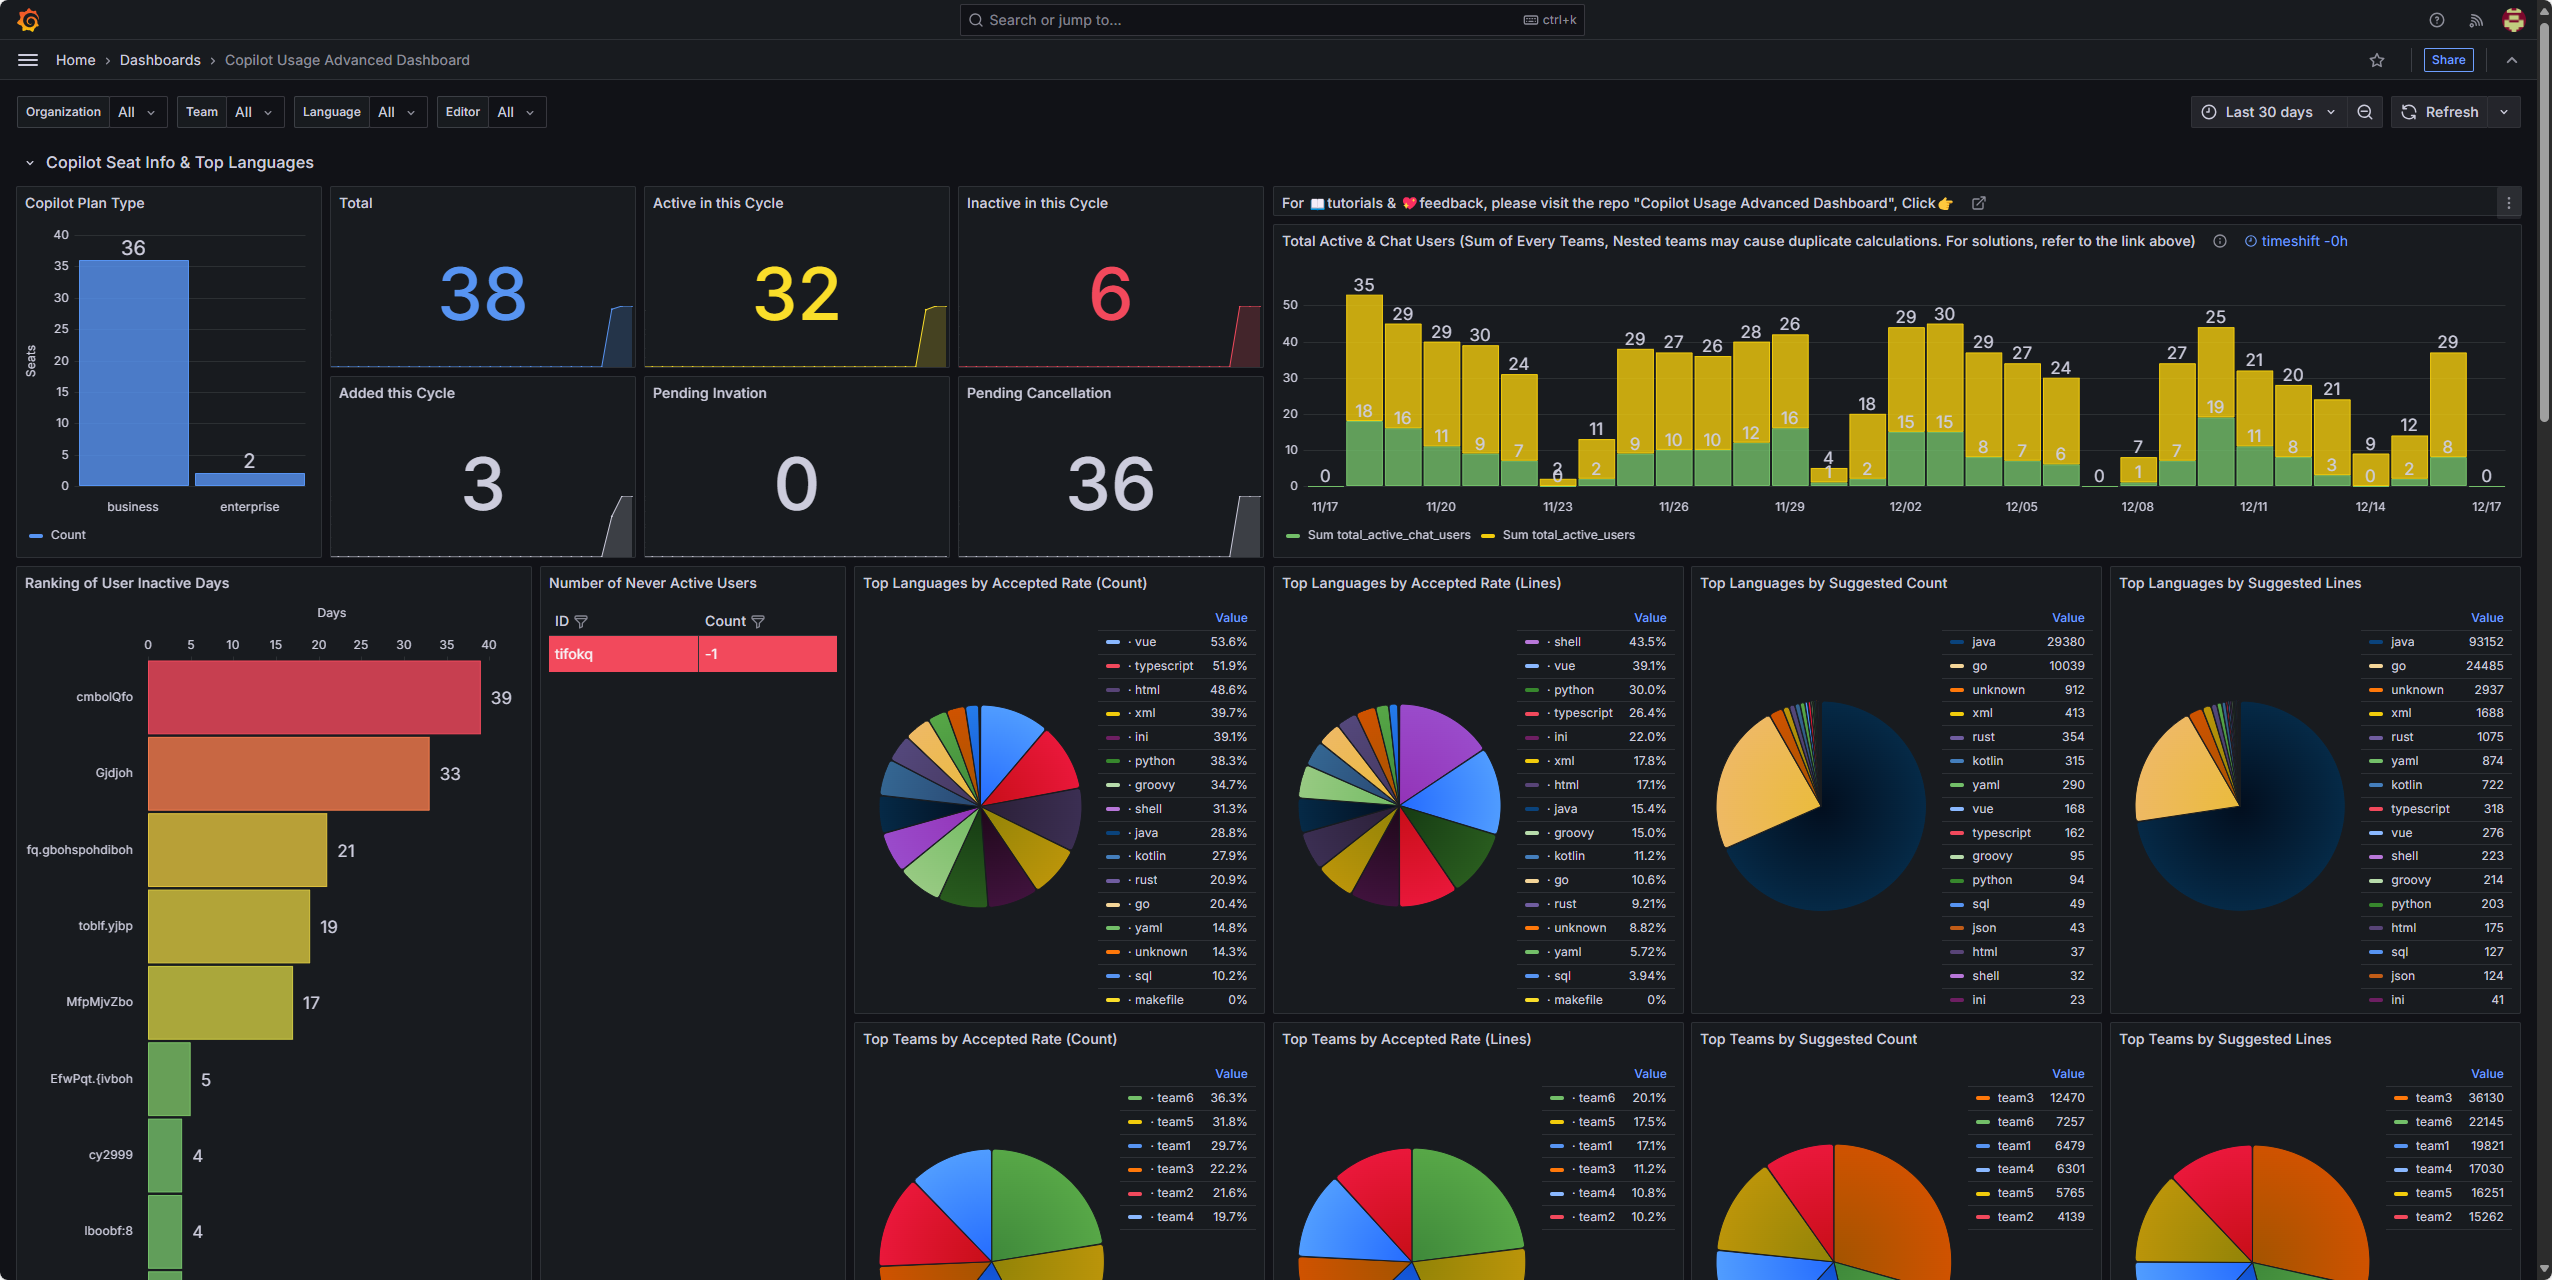 Search or jump to...
ctrl+k
Home › Dashboards › Copilot Usage Advanced Dashboard
Share
Organization All
Team All
Language All
Editor All
Last 30 days
Refresh
Copilot Seat Info & Top Languages
Copilot Plan Type
Seats
40
35
30
25
20
15
10
5
0
36
2
business
enterprise
Count
Total
38
Active in this Cycle
32
Inactive in this Cycle
6
Added this Cycle
3
Pending Invation
0
Pending Cancellation
36
For 📖tutorials & 💖feedback, please visit the repo "Copilot Usage Advanced Dashboard", Click👉
Total Active & Chat Users (Sum of Every Teams, Nested teams may cause duplicate calculations. For solutions, refer to the link above)
timeshift -0h
50
40
30
20
10
0
0 35 29 29 30 24 2 11 29 27 26 28 26 4 18 29 30 29 27 24 0 7 27 25 21 20 21 9 12 29 0
18 16 11 9 7 0 2 9 10 10 12 16 1 2 15 15 8 7 6 1 7 19 11 8 3 0 2 8
11/17 11/20 11/23 11/26 11/29 12/02 12/05 12/08 12/11 12/14 12/17
Sum total_active_chat_users
Sum total_active_users
Ranking of User Inactive Days
Days
0 5 10 15 20 25 30 35 40
cmbolQfo 39
Gjdjoh 33
fq.gbohspohdiboh 21
toblf.yjbp 19
MfpMjvZbo 17
EfwPqt.{ivboh 5
cy2999 4
lboobf:8 4
Number of Never Active Users
ID Count
tifokq -1
Top Languages by Accepted Rate (Count)
Value
· vue 53.6%
· typescript 51.9%
· html 48.6%
· xml 39.7%
· ini 39.1%
· python 38.3%
· groovy 34.7%
· shell 31.3%
· java 28.8%
· kotlin 27.9%
· rust 20.9%
· go 20.4%
· yaml 14.8%
· unknown 14.3%
· sql 10.2%
· makefile 0%
Top Languages by Accepted Rate (Lines)
Value
· shell 43.5%
· vue 39.1%
· python 30.0%
· typescript 26.4%
· ini 22.0%
· xml 17.8%
· html 17.1%
· java 15.4%
· groovy 15.0%
· kotlin 11.2%
· go 10.6%
· rust 9.21%
· unknown 8.82%
· yaml 5.72%
· sql 3.94%
· makefile 0%
Top Languages by Suggested Count
Value
java 29380
go 10039
unknown 912
xml 413
rust 354
kotlin 315
yaml 290
vue 168
typescript 162
groovy 95
python 94
sql 49
json 43
html 37
shell 32
ini 23
Top Languages by Suggested Lines
Value
java 93152
go 24485
unknown 2937
xml 1688
rust 1075
yaml 874
kotlin 722
typescript 318
vue 276
shell 223
groovy 214
python 203
html 175
sql 127
json 124
ini 41
Top Teams by Accepted Rate (Count)
Value
· team6 36.3%
· team5 31.8%
· team1 29.7%
· team3 22.2%
· team2 21.6%
· team4 19.7%
Top Teams by Accepted Rate (Lines)
Value
· team6 20.1%
· team5 17.5%
· team1 17.1%
· team3 11.2%
· team4 10.8%
· team2 10.2%
Top Teams by Suggested Count
Value
team3 12470
team6 7257
team1 6479
team4 6301
team5 5765
team2 4139
Top Teams by Suggested Lines
Value
team3 36130
team6 22145
team1 19821
team4 17030
team5 16251
team2 15262